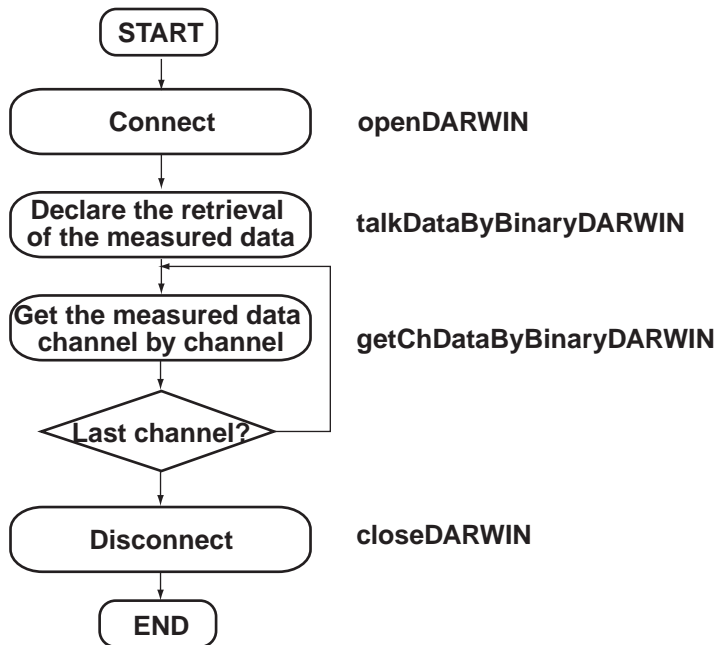 START
Connect
openDARWIN
Declare the retrieval
of the measured data
talkDataByBinaryDARWIN
Get the measured data
channel by channel
getChDataByBinaryDARWIN
Last channel?
Disconnect
closeDARWIN
END